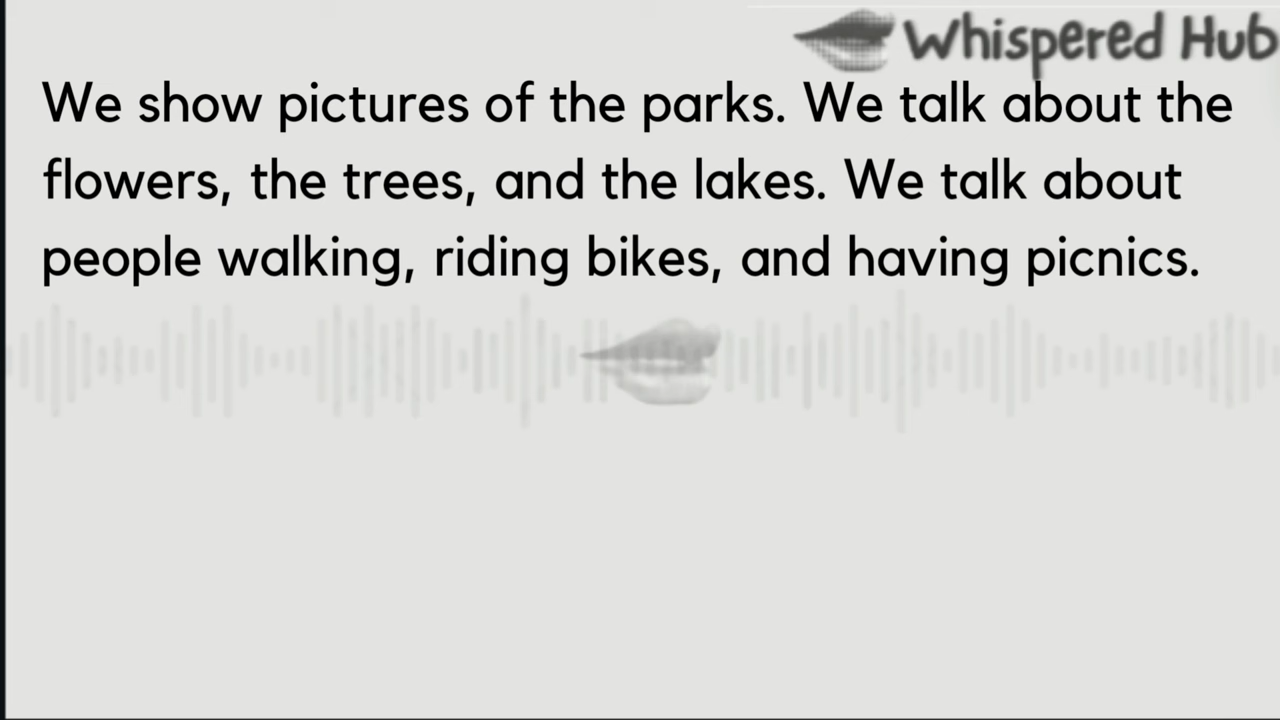 Whispered Hub
We show pictures of the parks. We talk about the
flowers, the trees, and the lakes. We talk about
people walking, riding bikes, and having picnics.